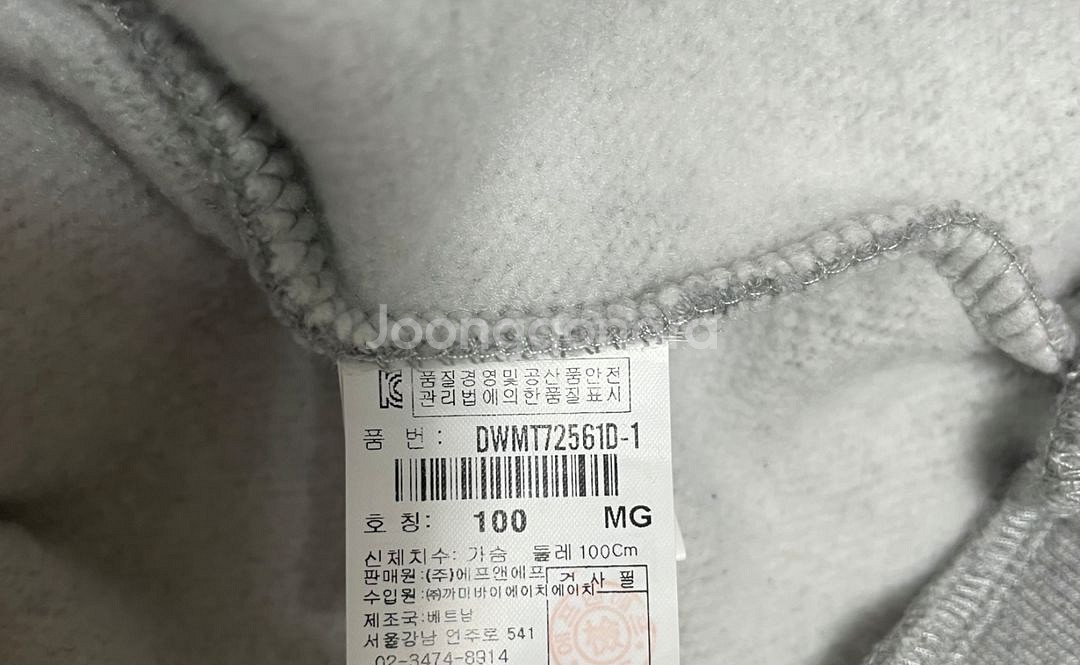 Joongonara
품질경영및공산품안전
관리법에의한품질표시
품 번: DWMT72561D-1
호 칭: 100 MG
신체치수: 가슴 둘레 100Cm
판매원:(주)에프앤에프
검 사 필
수입원:㈜까미바이에이치에이치
제조국:베트남
서울강남 언주로 541
02-3474-8914